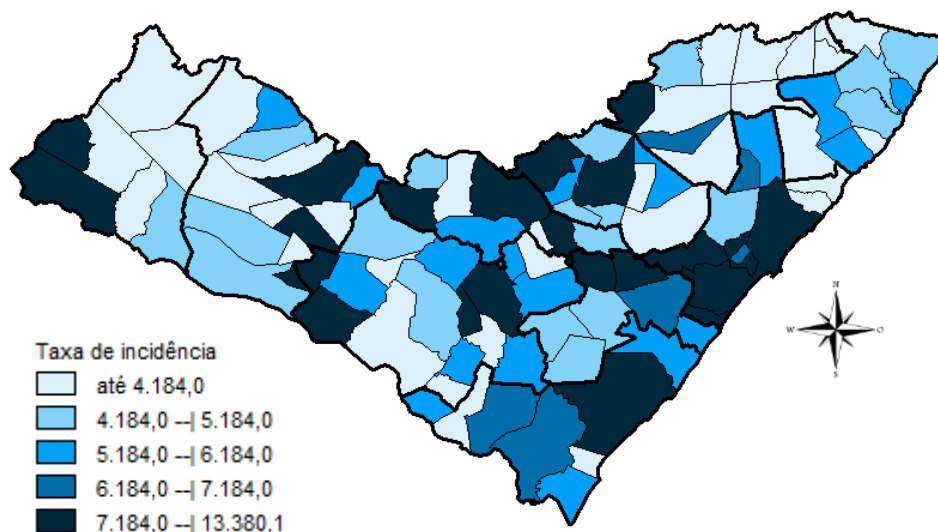 N
W
O
S
Taxa de incidência
até 4.184,0
4.184,0 --| 5.184,0
5.184,0 --| 6.184,0
6.184,0 --| 7.184,0
7.184,0 --| 13.380,1